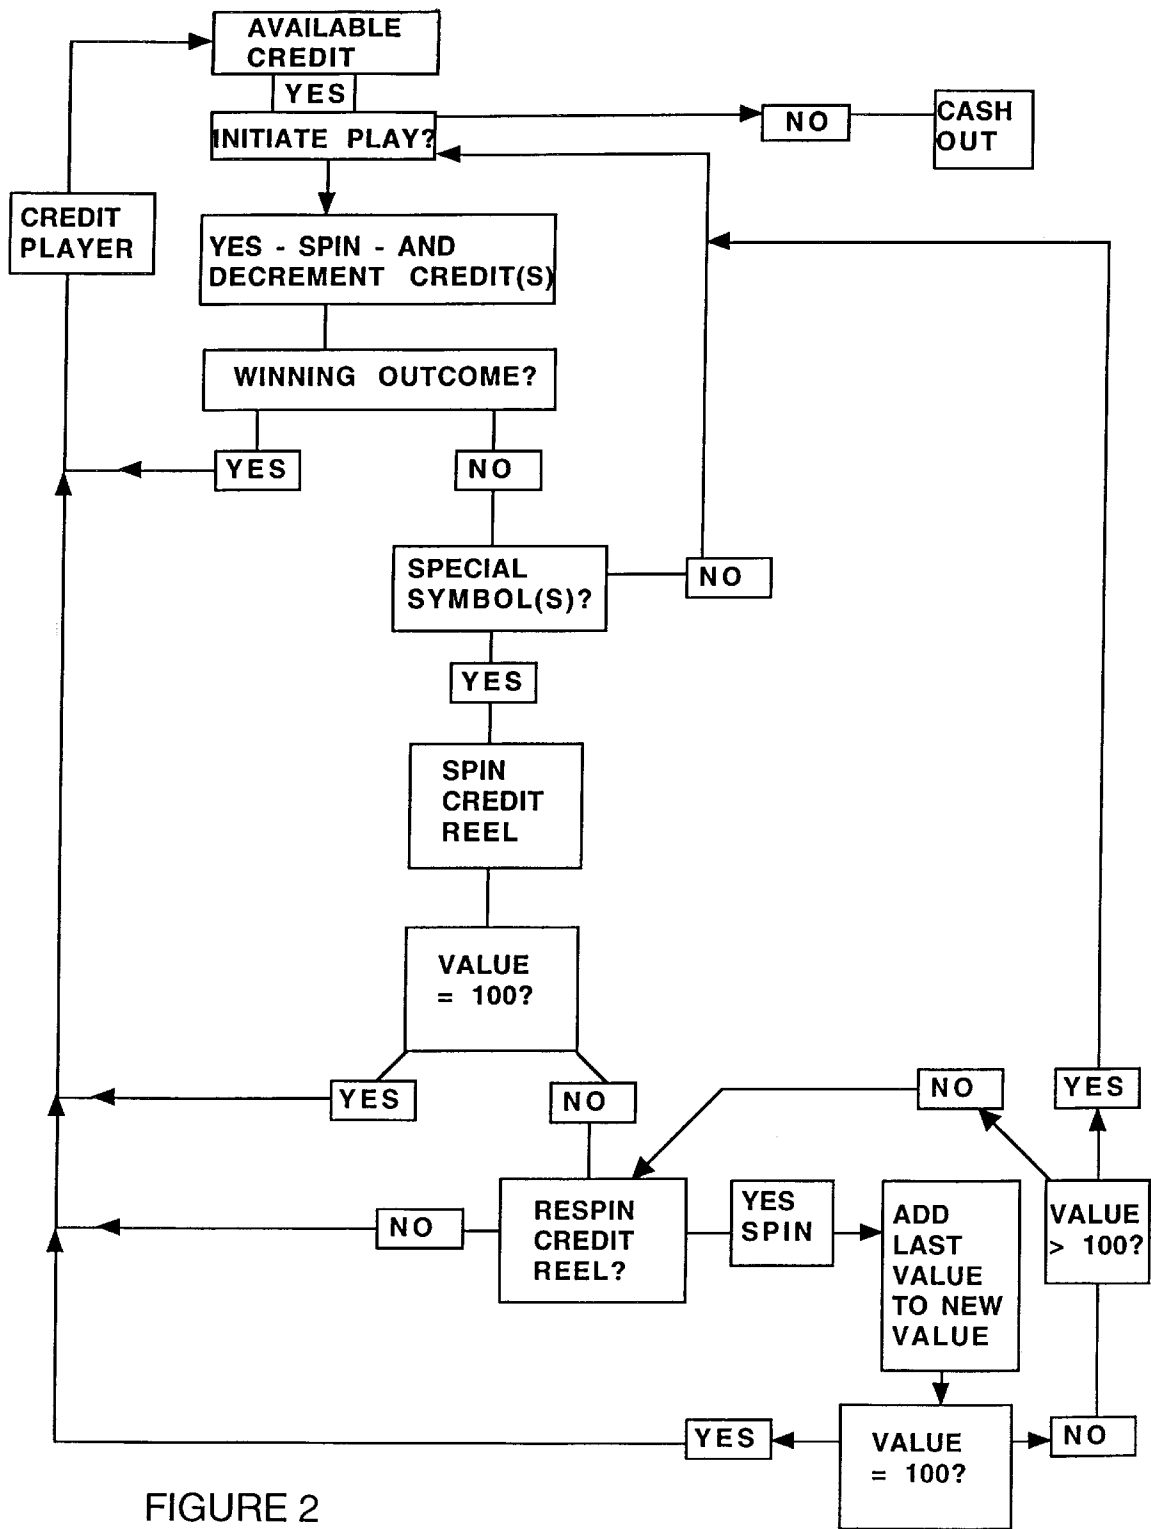 AVAILABLE
CREDIT
YES
INITIATE PLAY?
NO
CASH
OUT
CREDIT
PLAYER
YES - SPIN - AND
DECREMENT CREDIT(S)
WINNING OUTCOME?
YES
NO
SPECIAL
SYMBOL(S)?
NO
YES
SPIN
CREDIT
REEL
VALUE
= 100?
YES
NO
NO
YES
RESPIN
CREDIT
REEL?
NO
YES
SPIN
ADD
LAST
VALUE
TO NEW
VALUE
VALUE
> 100?
YES
VALUE
= 100?
NO
FIGURE 2